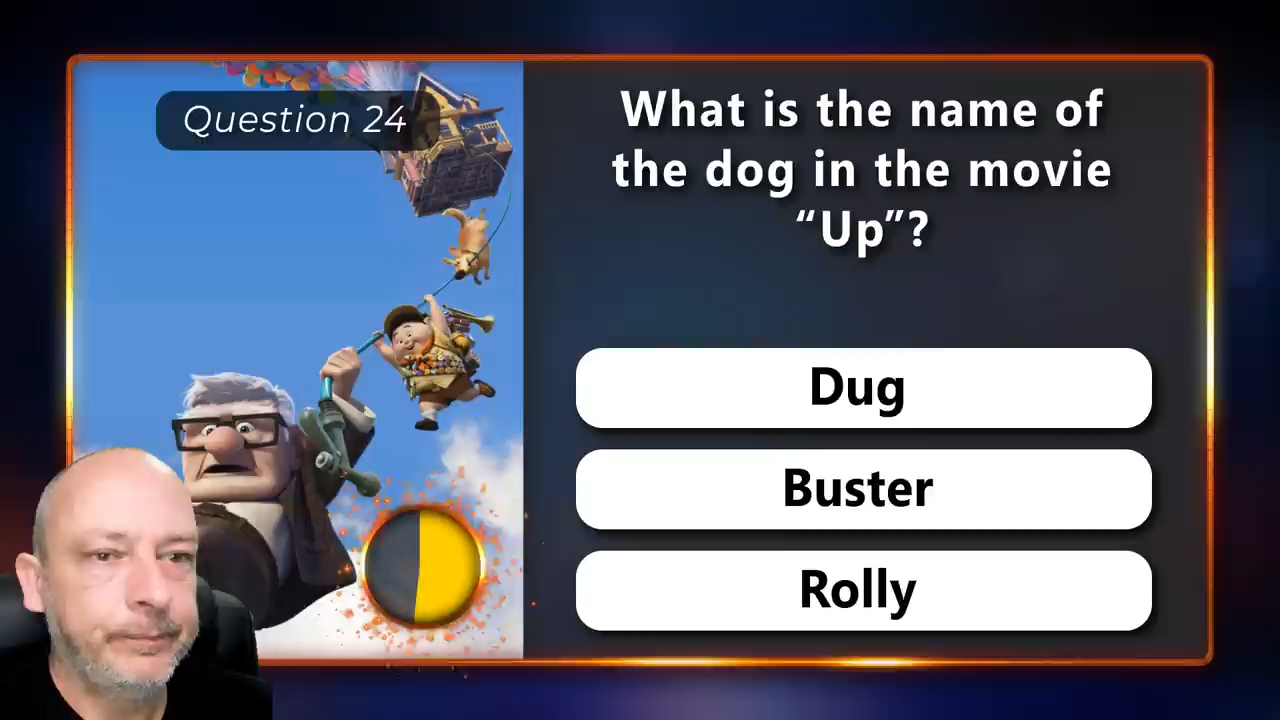 Question 24
What is the name of
the dog in the movie
“Up”?
Dug
Buster
Rolly